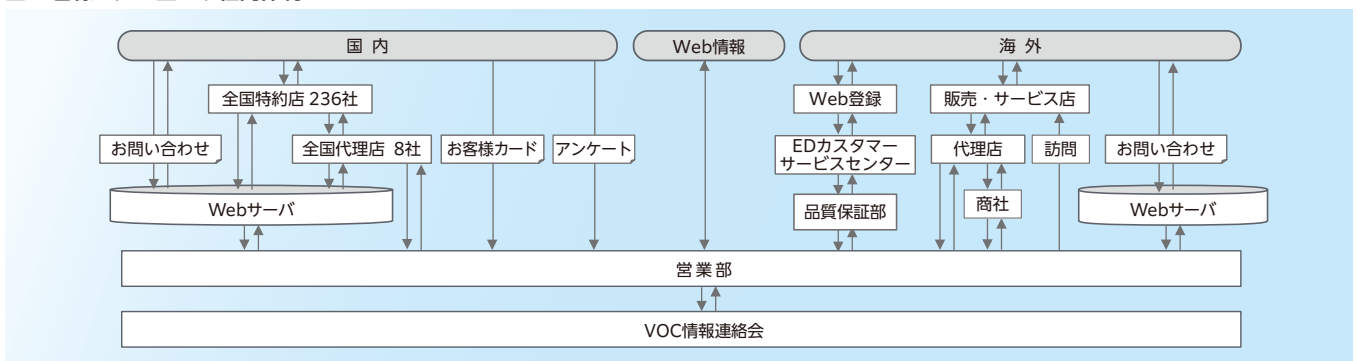 国内
Web情報
海外
全国特約店 236社
Web登録
販売・サービス店
お問い合わせ
全国代理店 8社
お客様カード
アンケート
EDカスタマー
サービスセンター
代理店
訪問
お問い合わせ
Webサーバ
品質保証部
商社
Webサーバ
営業部
VOC情報連絡会